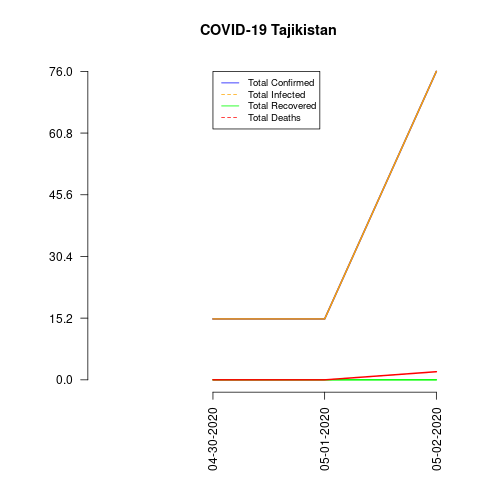 COVID-19 Tajikistan
76.0
60.8
45.6
30.4
15.2
0.0
Total Confirmed
Total Infected
Total Recovered
Total Deaths
04-30-2020
05-01-2020
05-02-2020